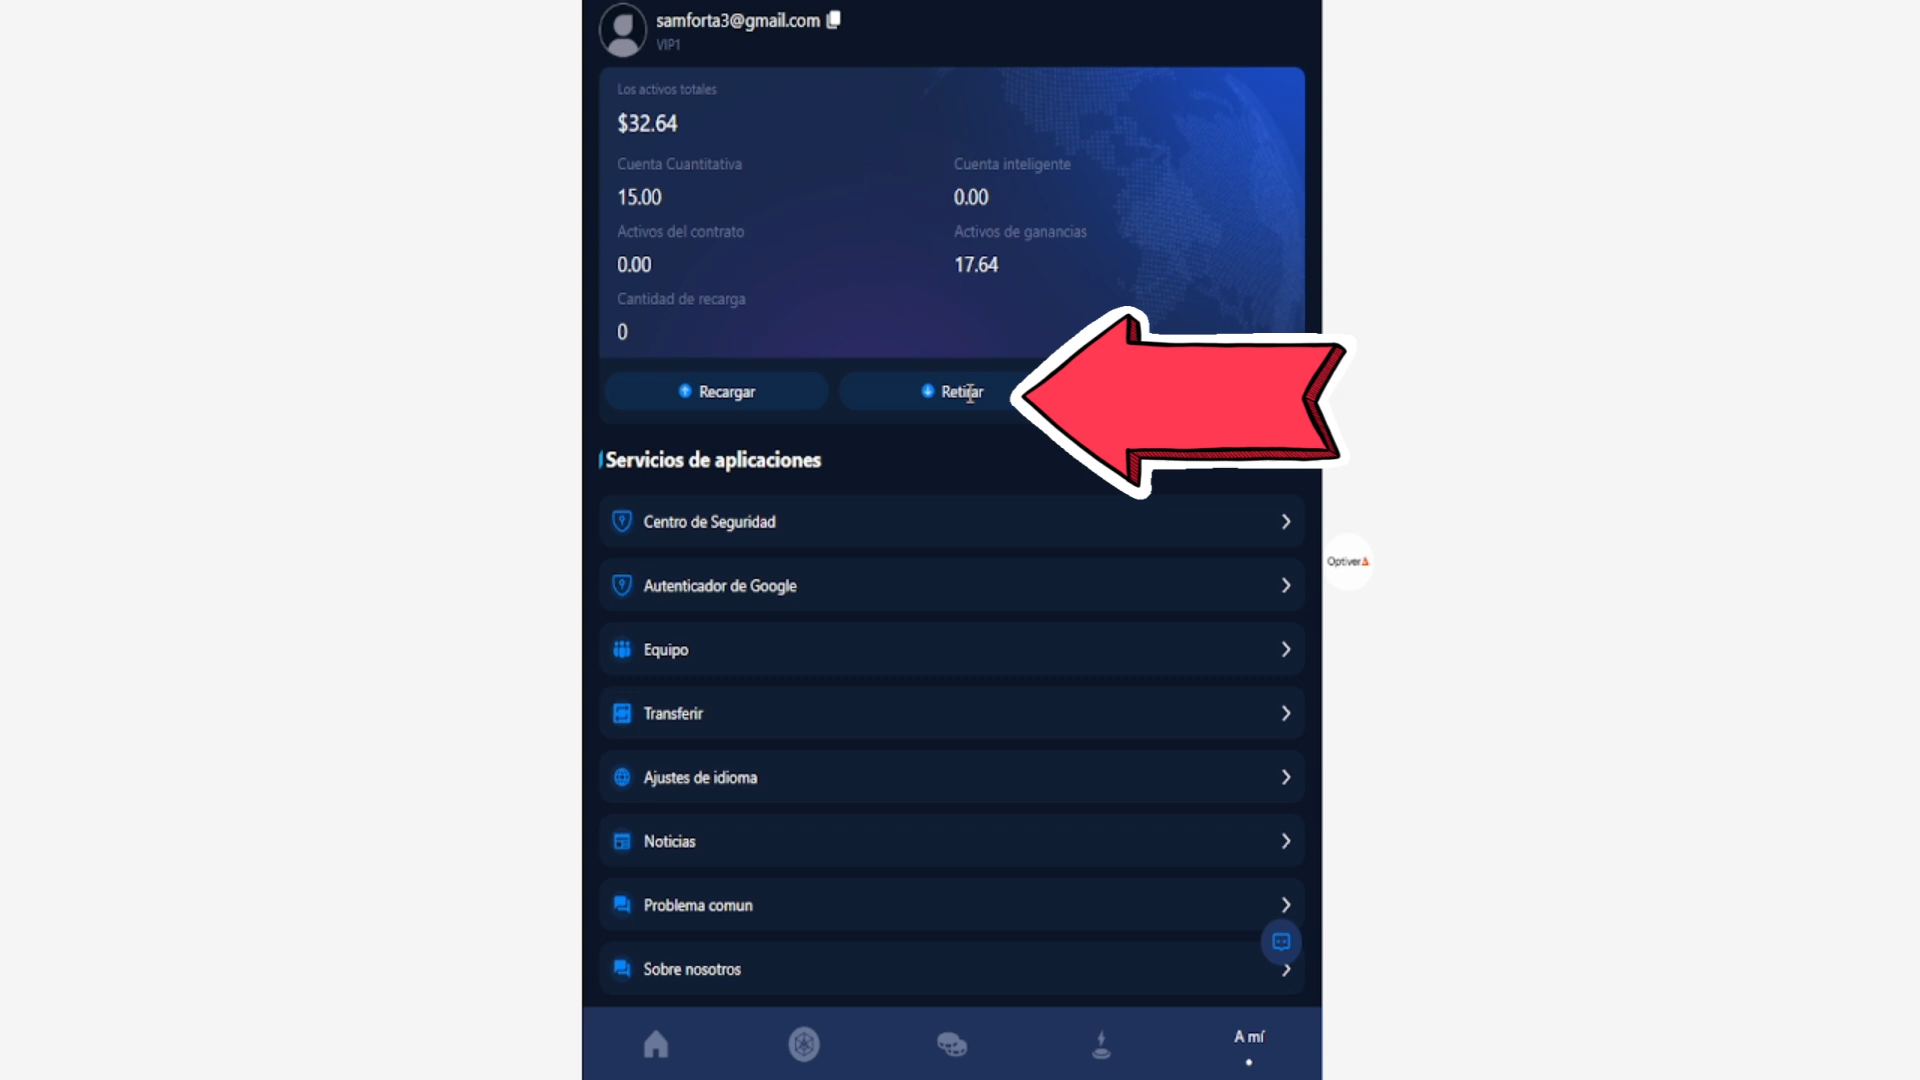 samforta3@gmail.com
VIP1
Los activos totales
$32.64
Cuenta Cuantitativa
Cuenta inteligente
15.00
0.00
Activos del contrato
Activos de ganancias
0.00
17.64
Cantidad de recarga
0
Recargar
Retirar
Servicios de aplicaciones
Centro de Seguridad
Optiver
Autenticador de Google
Equipo
Transferir
Ajustes de idioma
Noticias
Problema comun
Sobre nosotros
A mí